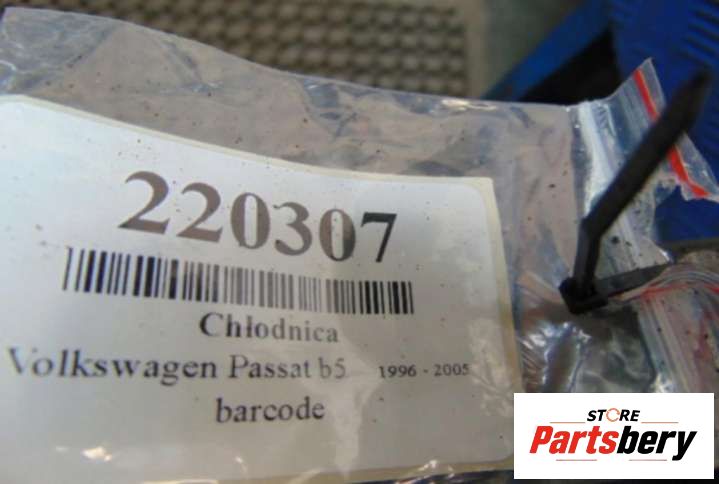 220307
Chłodnica
Volkswagen Passat b5 1996 - 2005
barcode
STORE
Partsbery